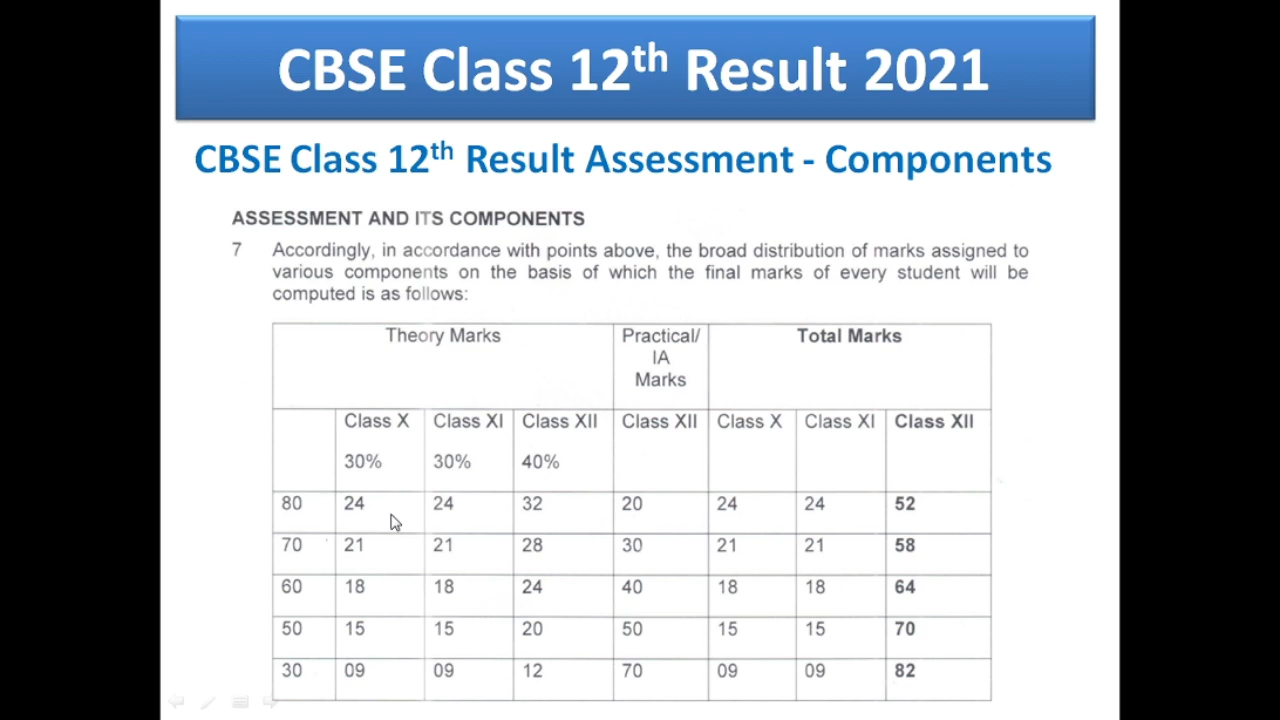 CBSE Class 12th Result 2021
CBSE Class 12th Result Assessment - Components
ASSESSMENT AND ITS COMPONENTS
7 Accordingly, in accordance with points above, the broad distribution of marks assigned to
various components on the basis of which the final marks of every student will be
computed is as follows:
Theory Marks Practical/ IA Marks Total Marks
Class X 30% Class XI 30% Class XII 40% Class XII Class X Class XI Class XII
80 24 24 32 20 24 24 52
70 21 21 28 30 21 21 58
60 18 18 24 40 18 18 64
50 15 15 20 50 15 15 70
30 09 09 12 70 09 09 82